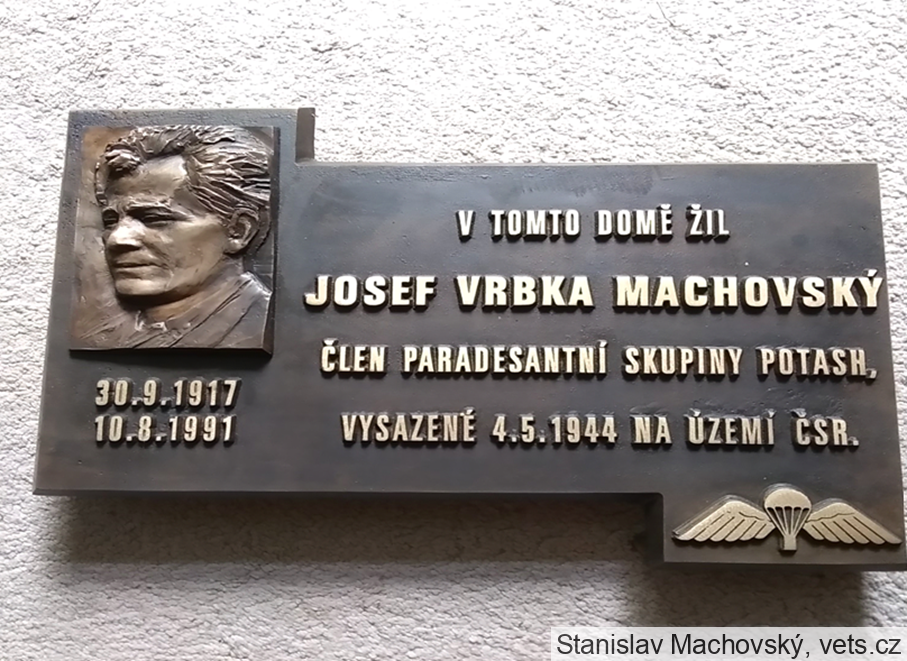 V TOMTO DOMĚ ŽIL
JOSEF VRBKA MACHOVSKÝ
ČLEN PARADESANTNÍ SKUPINY POTASH,
VYSAZENÉ 4.5.1944 NA ÚZEMÍ ČSR.
30.9.1917
10.8.1991
Stanislav Machovský, vets.cz